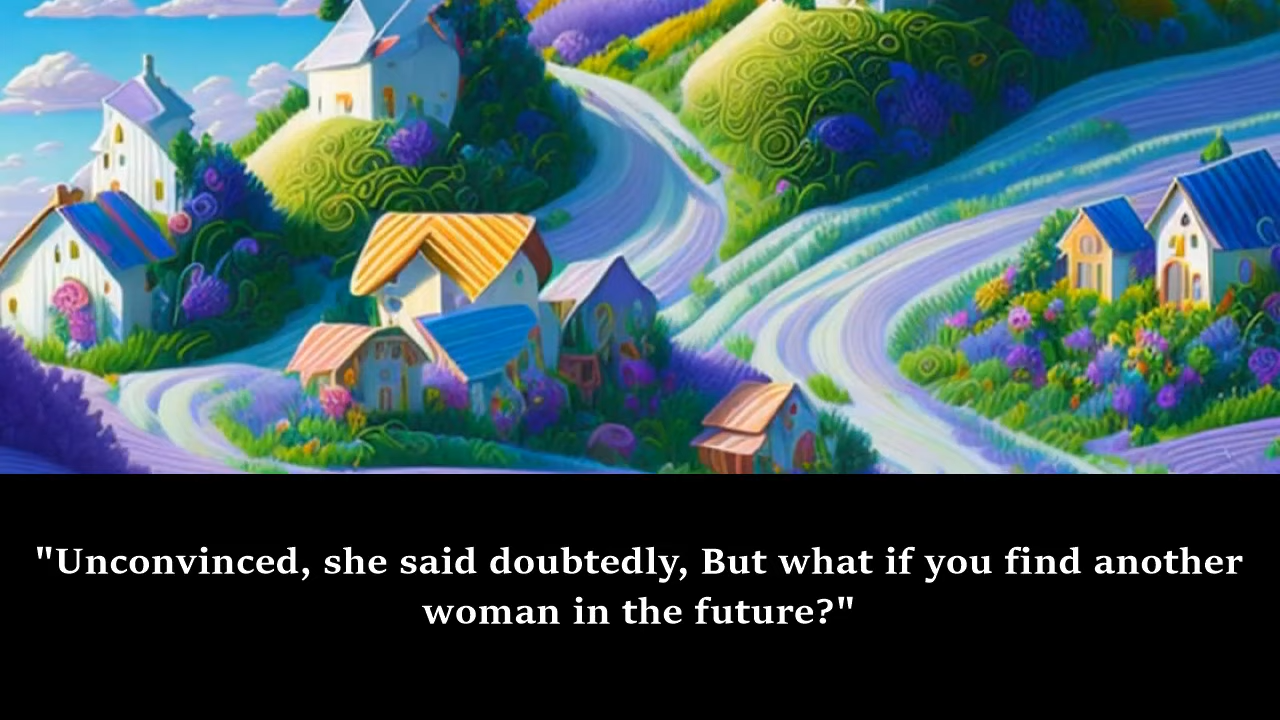 "Unconvinced, she said doubtedly, But what if you find another
woman in the future?"